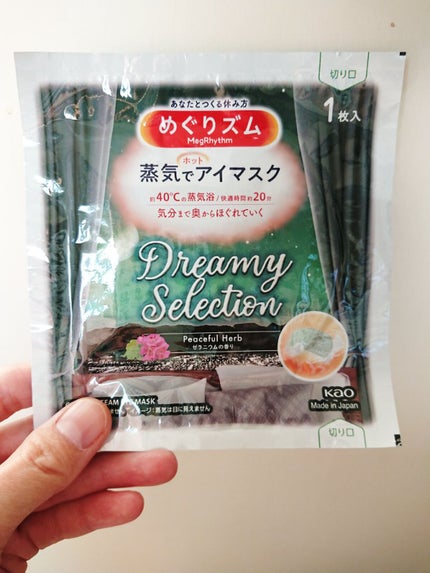 切り口
1枚入
あなたとつくる休み方
めぐりズム
MegRhythm
ホット
蒸気でアイマスク
約40℃の蒸気浴/快適時間約20分
気分まで奥からほぐれていく
Dreamy
Selection
Peaceful Herb
ゼラニウムの香り
MASK
蒸気は目に見えません
Kao
Made in Japan
切り口